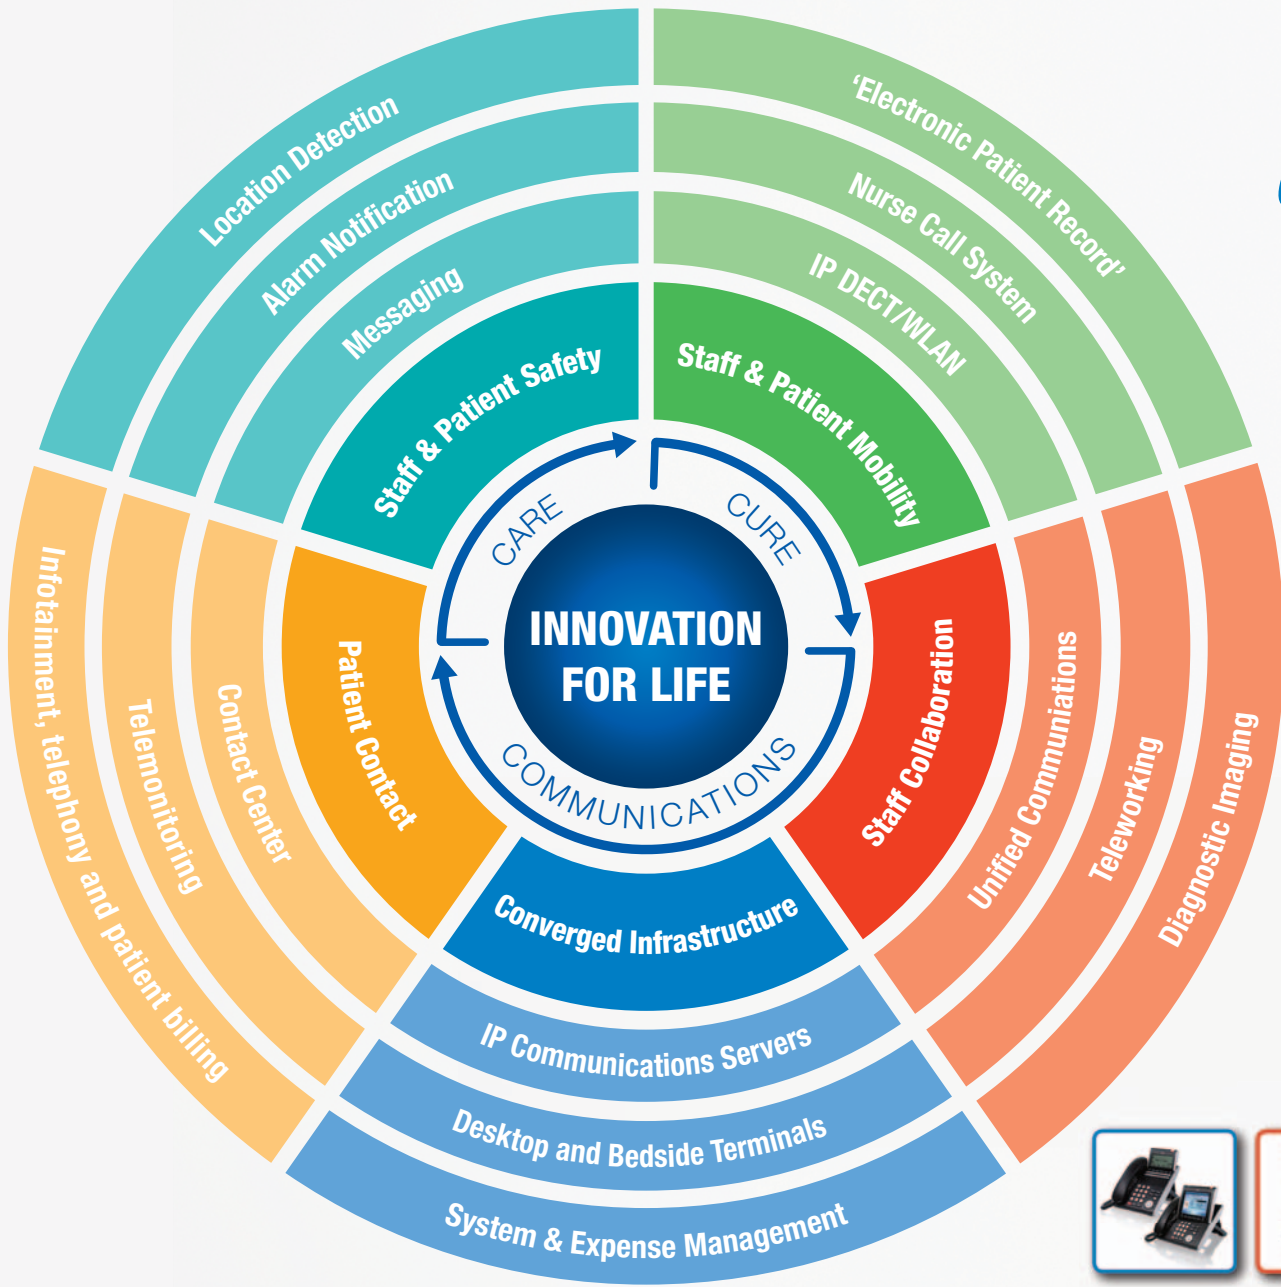 Location Detection
Alarm Notification
Messaging
Staff & Patient Safety
'Electronic Patient Record'
Nurse Call System
IP DECT/WLAN
Staff & Patient Mobility
CARE
CURE
INNOVATION
FOR LIFE
COMMUNICATIONS
Infotainment, telephony and patient billing
Telemonitoring
Contact Center
Patient Contact
Staff Collaboration
Unified Communiations
Teleworking
Diagnostic Imaging
Converged Infrastructure
IP Communications Servers
Desktop and Bedside Terminals
System & Expense Management